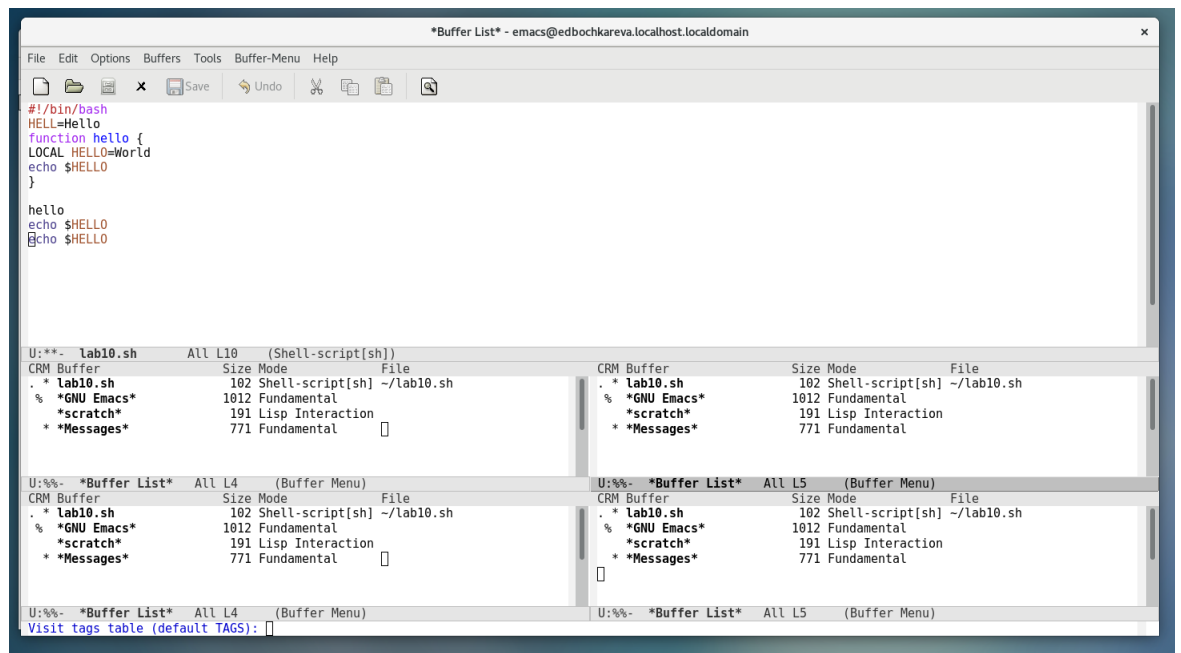 *Buffer List* - emacs@edbochkareva.localhost.localdomain ×
File Edit Options Buffers Tools Buffer-Menu Help
Save Undo
#!/bin/bash
HELL=Hello
function hello {
LOCAL HELLO=World
echo $HELLO
}
hello
echo $HELLO
echo $HELLO
U:**- lab10.sh All L10 (Shell-script[sh])
CRM Buffer Size Mode File
. * lab10.sh 102 Shell-script[sh] ~/lab10.sh
% *GNU Emacs* 1012 Fundamental
*scratch* 191 Lisp Interaction
* *Messages* 771 Fundamental
U:%%- *Buffer List* All L4 (Buffer Menu)
CRM Buffer Size Mode File
. * lab10.sh 102 Shell-script[sh] ~/lab10.sh
% *GNU Emacs* 1012 Fundamental
*scratch* 191 Lisp Interaction
* *Messages* 771 Fundamental
U:%%- *Buffer List* All L5 (Buffer Menu)
CRM Buffer Size Mode File
. * lab10.sh 102 Shell-script[sh] ~/lab10.sh
% *GNU Emacs* 1012 Fundamental
*scratch* 191 Lisp Interaction
* *Messages* 771 Fundamental
U:%%- *Buffer List* All L4 (Buffer Menu)
CRM Buffer Size Mode File
. * lab10.sh 102 Shell-script[sh] ~/lab10.sh
% *GNU Emacs* 1012 Fundamental
*scratch* 191 Lisp Interaction
* *Messages* 771 Fundamental
U:%%- *Buffer List* All L5 (Buffer Menu)
Visit tags table (default TAGS):